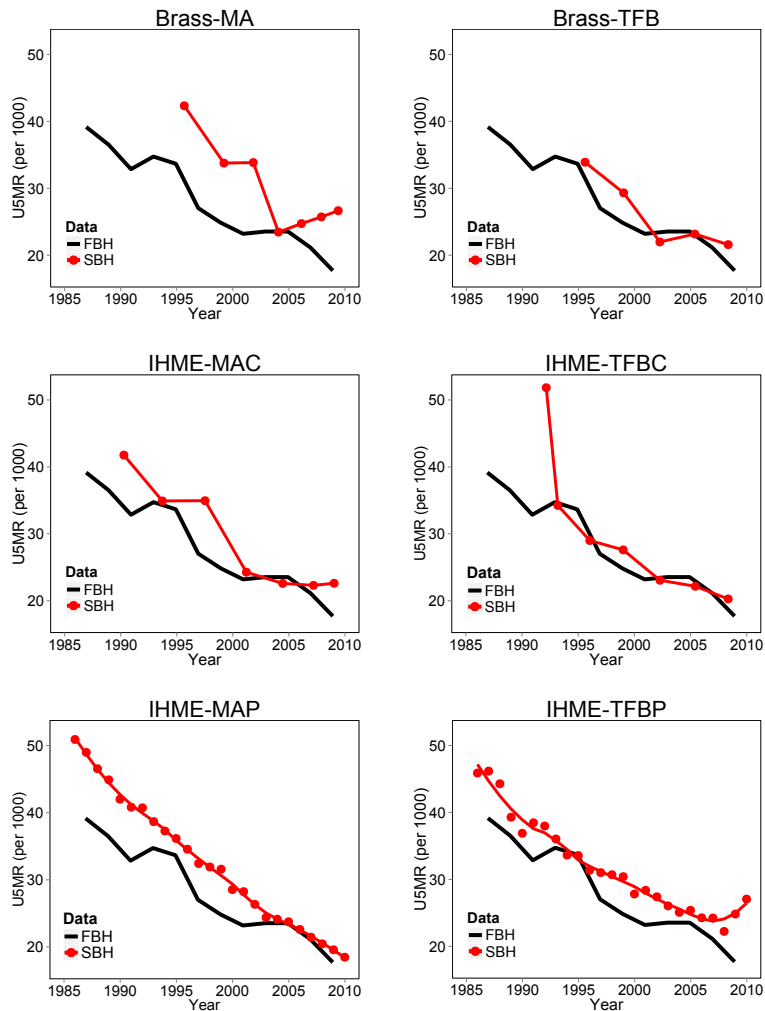 Brass-MA
Brass-TFB
U5MR (per 1000)
50
40
30
20
Data
FBH
SBH
1985 1990 1995 2000 2005 2010
Year
U5MR (per 1000)
50
40
30
20
Data
FBH
SBH
1985 1990 1995 2000 2005 2010
Year
IHME-MAC
IHME-TFBC
U5MR (per 1000)
50
40
30
20
Data
FBH
SBH
1985 1990 1995 2000 2005 2010
Year
U5MR (per 1000)
50
40
30
20
Data
FBH
SBH
1985 1990 1995 2000 2005 2010
Year
IHME-MAP
IHME-TFBP
U5MR (per 1000)
50
40
30
20
Data
FBH
SBH
1985 1990 1995 2000 2005 2010
Year
U5MR (per 1000)
50
40
30
20
Data
FBH
SBH
1985 1990 1995 2000 2005 2010
Year